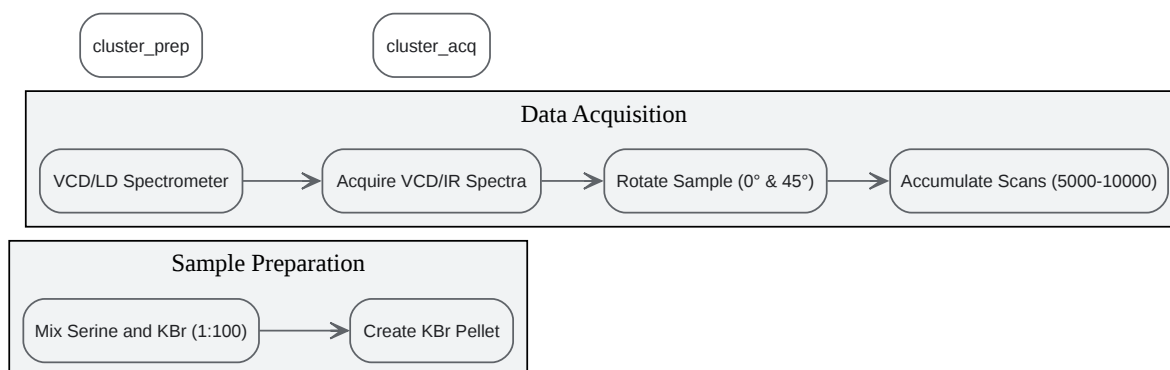 cluster_prep
cluster_acq
Data Acquisition
VCD/LD Spectrometer
Acquire VCD/IR Spectra
Rotate Sample (0° & 45°)
Accumulate Scans (5000-10000)
Sample Preparation
Mix Serine and KBr (1:100)
Create KBr Pellet